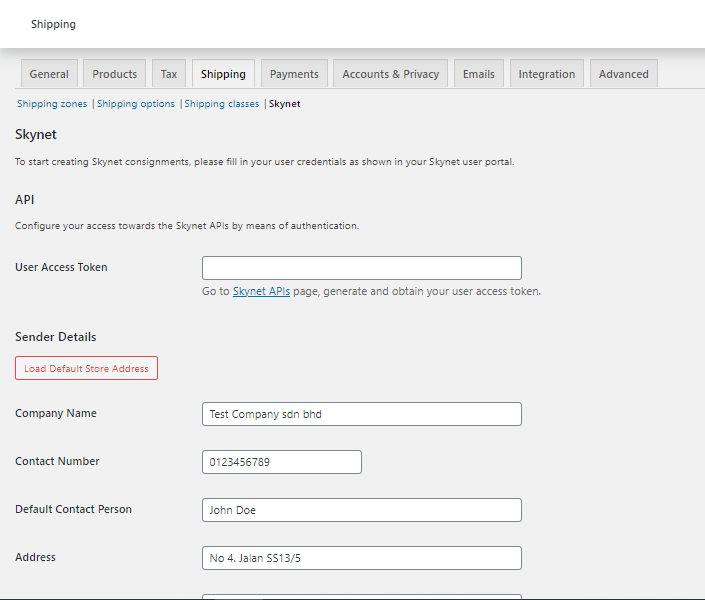 Shipping
General Products Tax Shipping Payments Accounts & Privacy Emails Integration Advanced
Shipping zones | Shipping options | Shipping classes | Skynet
Skynet
To start creating Skynet consignments, please fill in your user credentials as shown in your Skynet user portal.
API
Configure your access towards the Skynet APIs by means of authentication.
User Access Token
Go to Skynet APIs page, generate and obtain your user access token.
Sender Details
Load Default Store Address
Company Name Test Company sdn bhd
Contact Number 0123456789
Default Contact Person John Doe
Address No 4. Jalan SS13/5